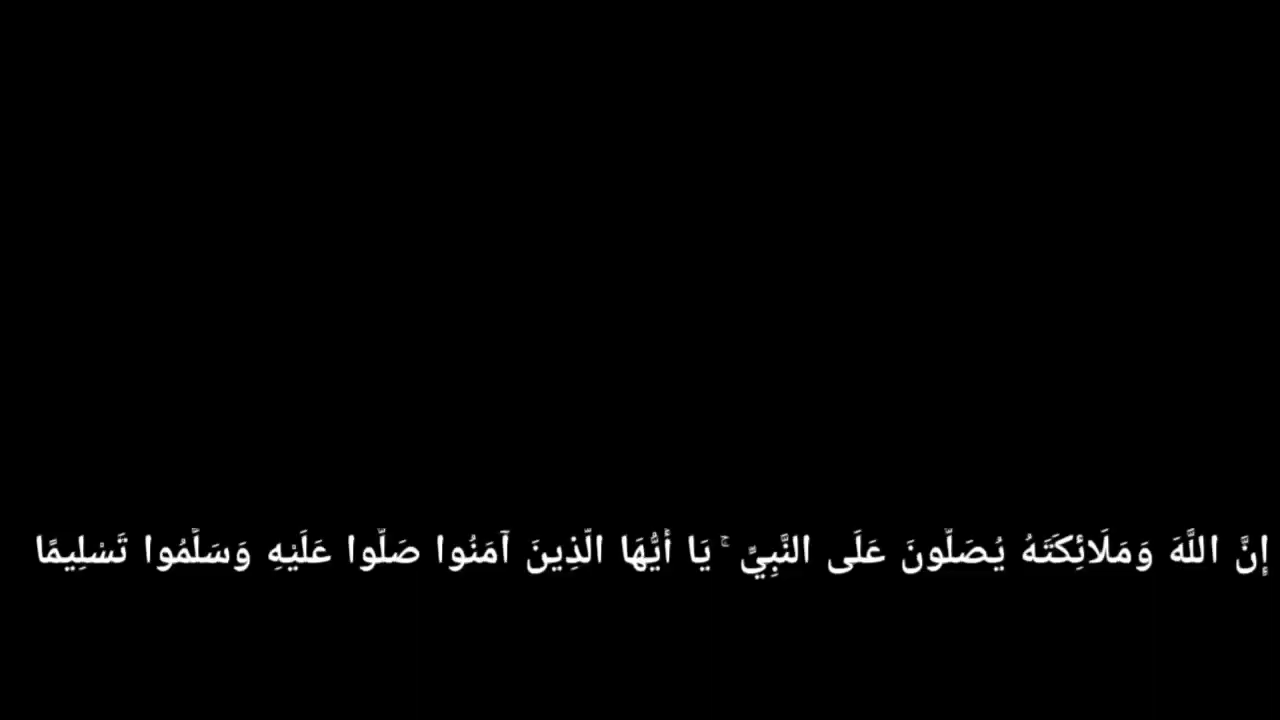 إِنَّ اللَّهَ وَمَلَائِكَتَهُ يُصَلُّونَ عَلَى النَّبِيِّ ۚ يَا أَيُّهَا الَّذِينَ آمَنُوا صَلُّوا عَلَيْهِ وَسَلِّمُوا تَسْلِيمًا